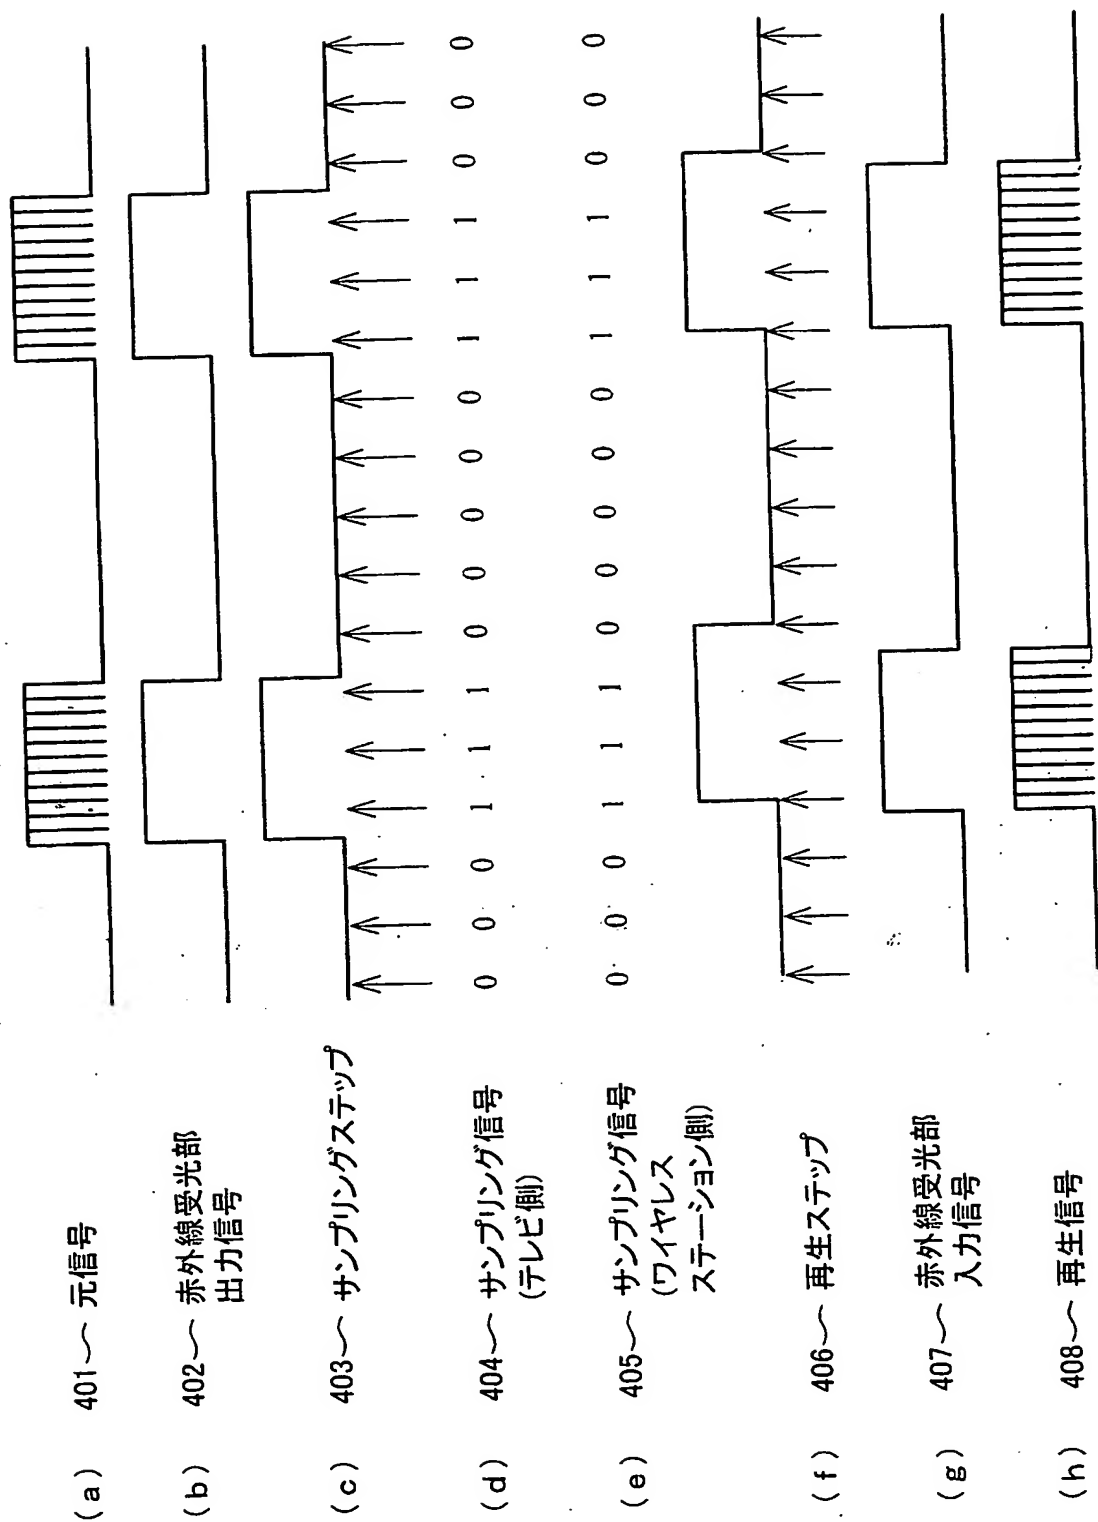 (a) 401~ 元信号
(b) 402~ 赤外線受光部
出力信号
(c) 403~ サンプリングステップ
(d) 404~ サンプリング信号 0 0 0 1 1 1 0 0 0 0 0 1 1 1 0 0 0
(テレビ側)
(e) 405~ サンプリング信号 0 0 0 1 1 1 0 0 0 0 0 1 1 1 0 0 0
(ワイヤレス
ステーション側)
(f) 406~ 再生ステップ
(g) 407~ 赤外線受光部
入力信号
(h) 408~ 再生信号